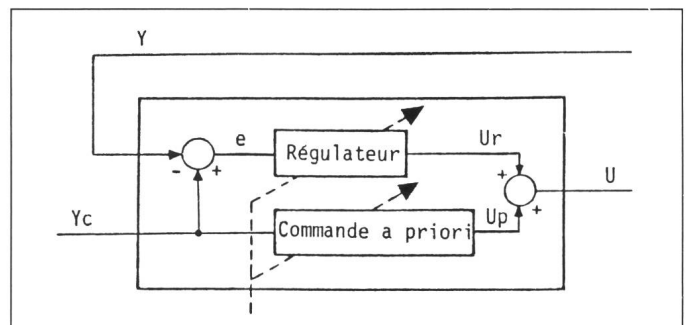 Y
e
Régulateur
Ur
- +
+
U
+
Yc
Commande a priori
Up